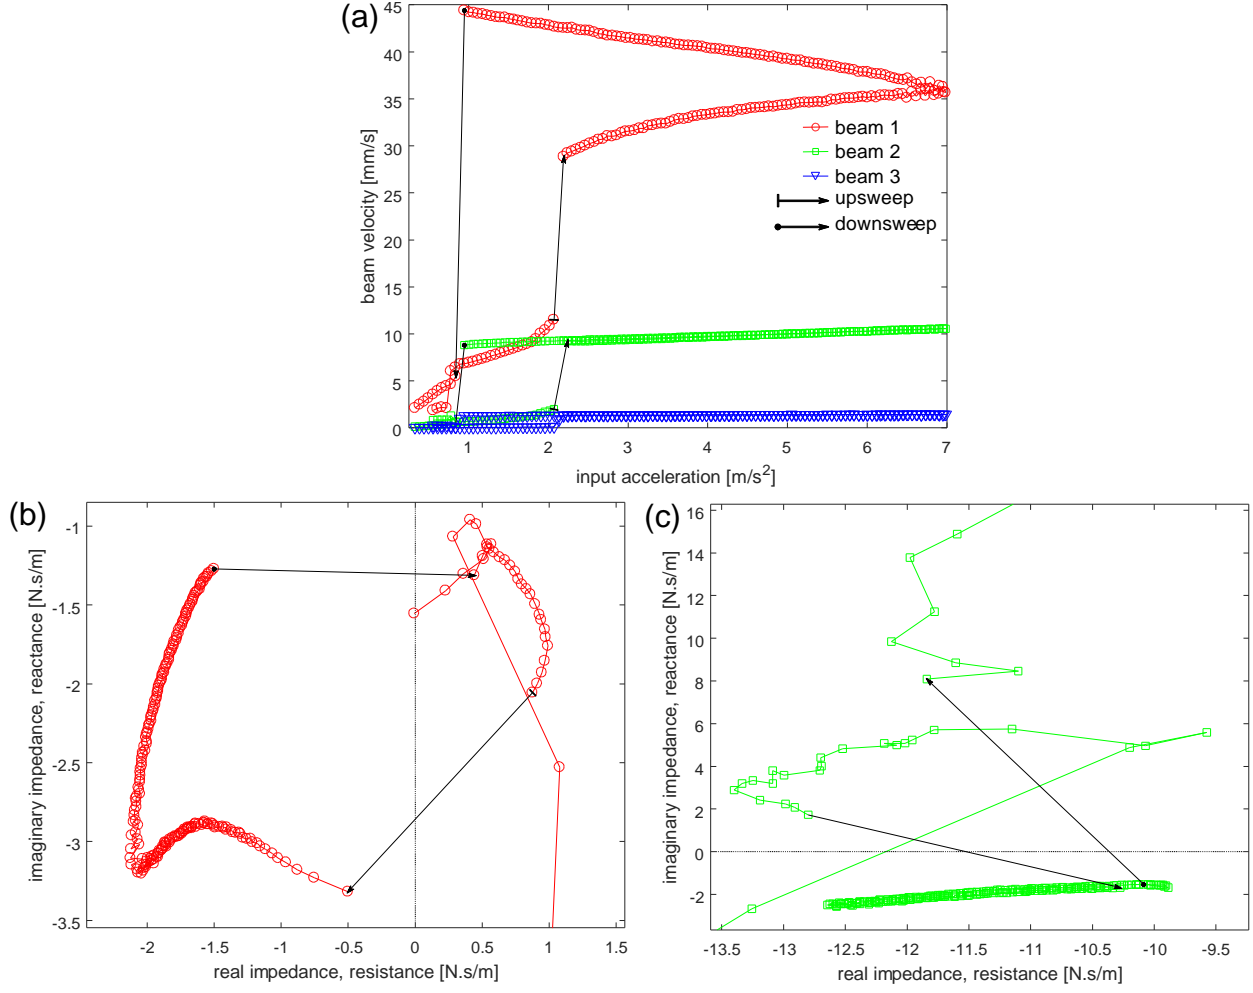 (a)
45
40
35
30
25
20
15
10
5
0
beam velocity [mm/s]
beam 1
beam 2
beam 3
upsweep
downsweep
1 2 3 4 5 6 7
input acceleration [m/s²]
(b)
-1
-1.5
-2
-2.5
-3
-3.5
imaginary impedance, reactance [N.s/m]
-2 -1.5 -1 -0.5 0 0.5 1 1.5
real impedance, resistance [N.s/m]
(c)
16
14
12
10
8
6
4
2
0
-2
imaginary impedance, reactance [N.s/m]
-13.5 -13 -12.5 -12 -11.5 -11 -10.5 -10 -9.5
real impedance, resistance [N.s/m]